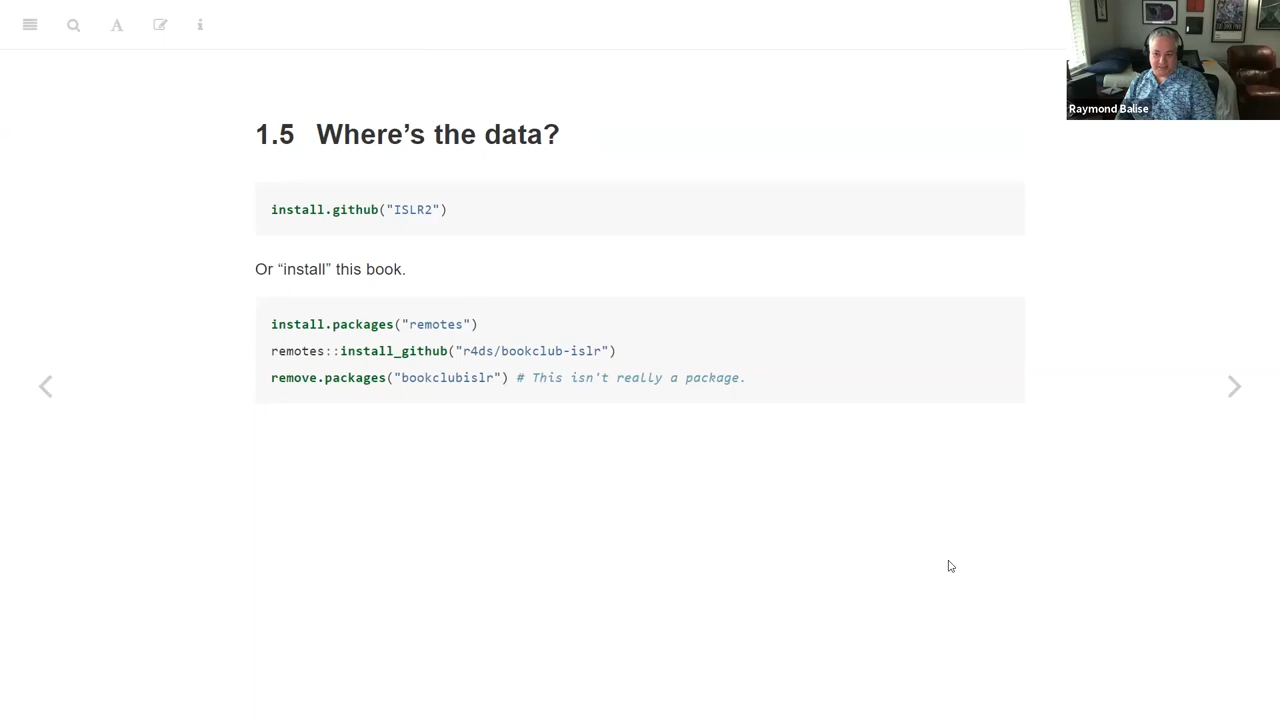 1.5 Where's the data?
install.github("ISLR2")
Or “install” this book.
install.packages("remotes")
remotes::install_github("r4ds/bookclub-islr")
remove.packages("bookclubislr") # This isn't really a package.
Raymond Balise